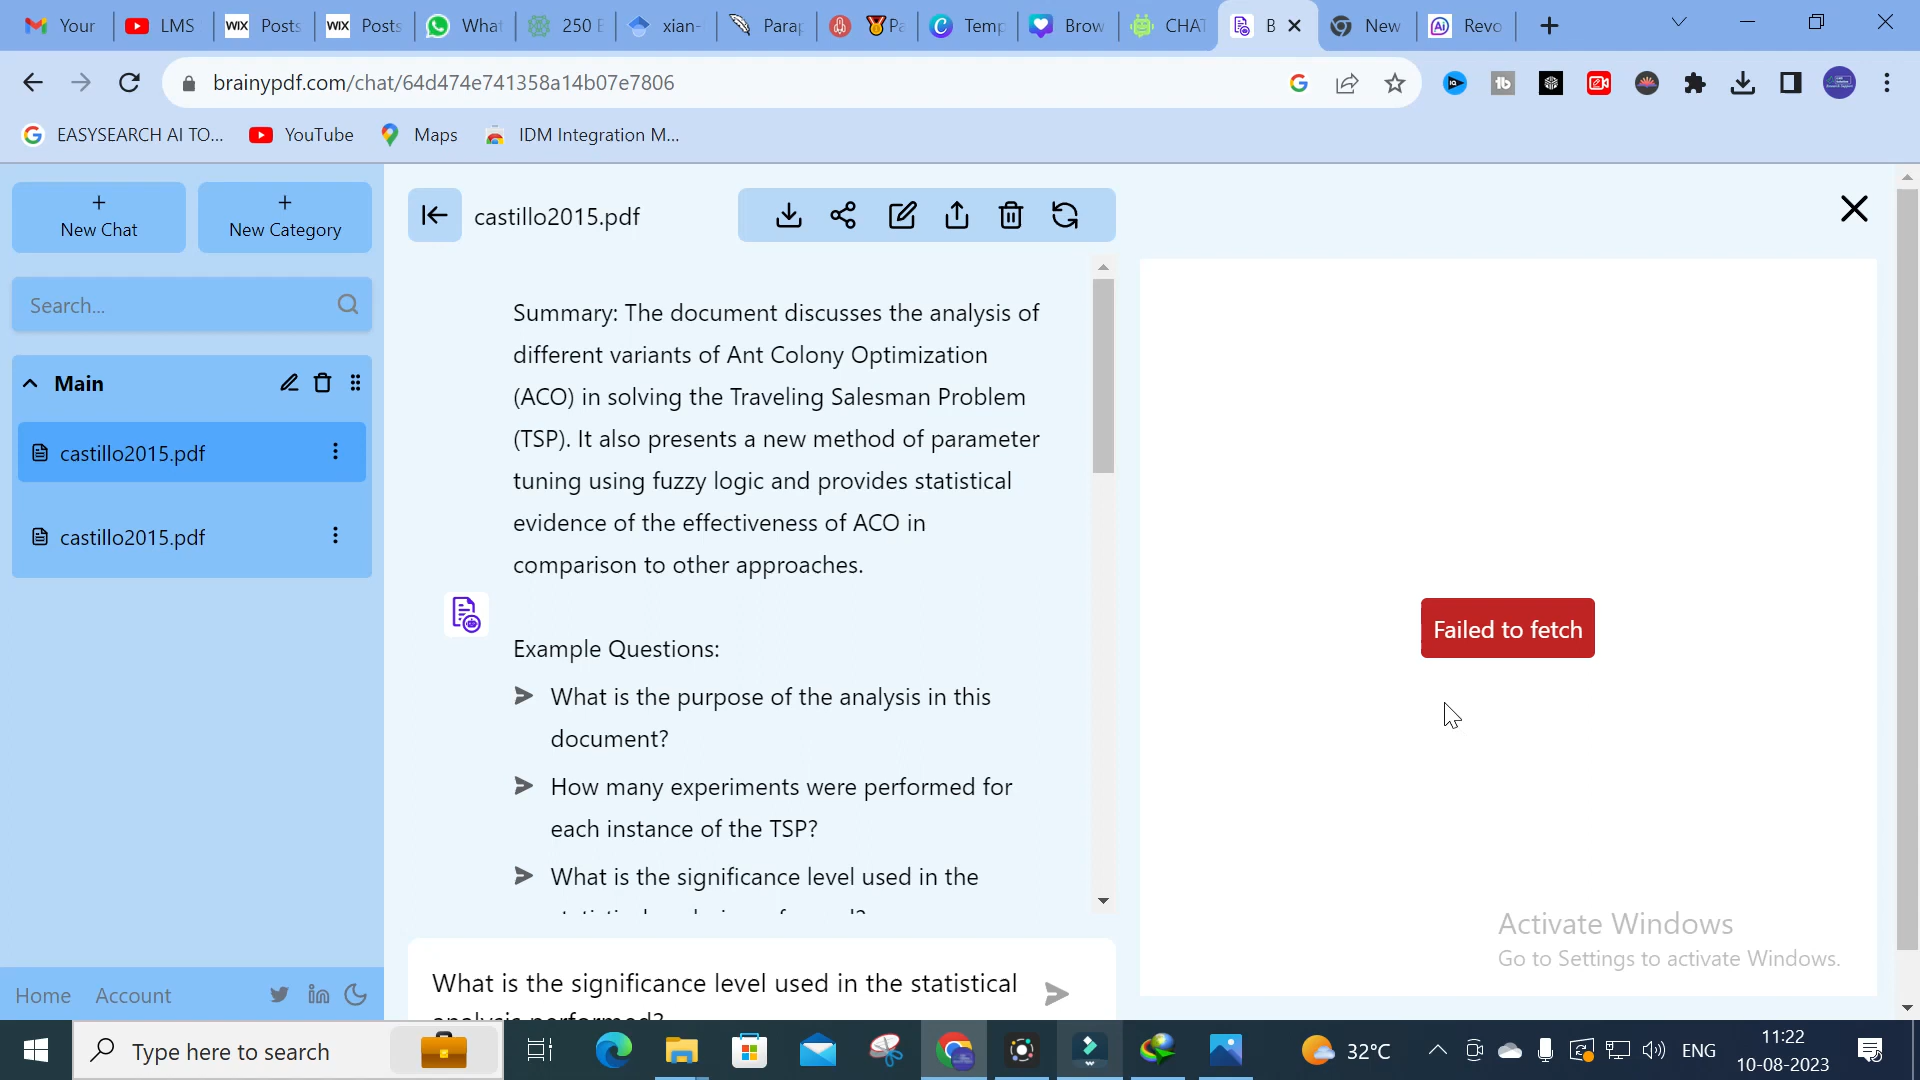 Your
LMS
WIX Posts
WIX Posts
What
250 E
xian-
Parap
Pa
Temp
Brow
CHAT
B
New
Revo
brainypdf.com/chat/64d474e741358a14b07e7806
EASYSEARCH AI TO...
YouTube
Maps
IDM Integration M...
+
New Chat
+
New Category
Search...
Main
castillo2015.pdf
castillo2015.pdf
Home
Account
castillo2015.pdf
Summary: The document discusses the analysis of
different variants of Ant Colony Optimization
(ACO) in solving the Traveling Salesman Problem
(TSP). It also presents a new method of parameter
tuning using fuzzy logic and provides statistical
evidence of the effectiveness of ACO in
comparison to other approaches.
Example Questions:
What is the purpose of the analysis in this
document?
How many experiments were performed for
each instance of the TSP?
What is the significance level used in the
What is the significance level used in the statistical
analysis performed?
Failed to fetch
Activate Windows
Go to Settings to activate Windows.
Type here to search
32°C
ENG
11:22
10-08-2023